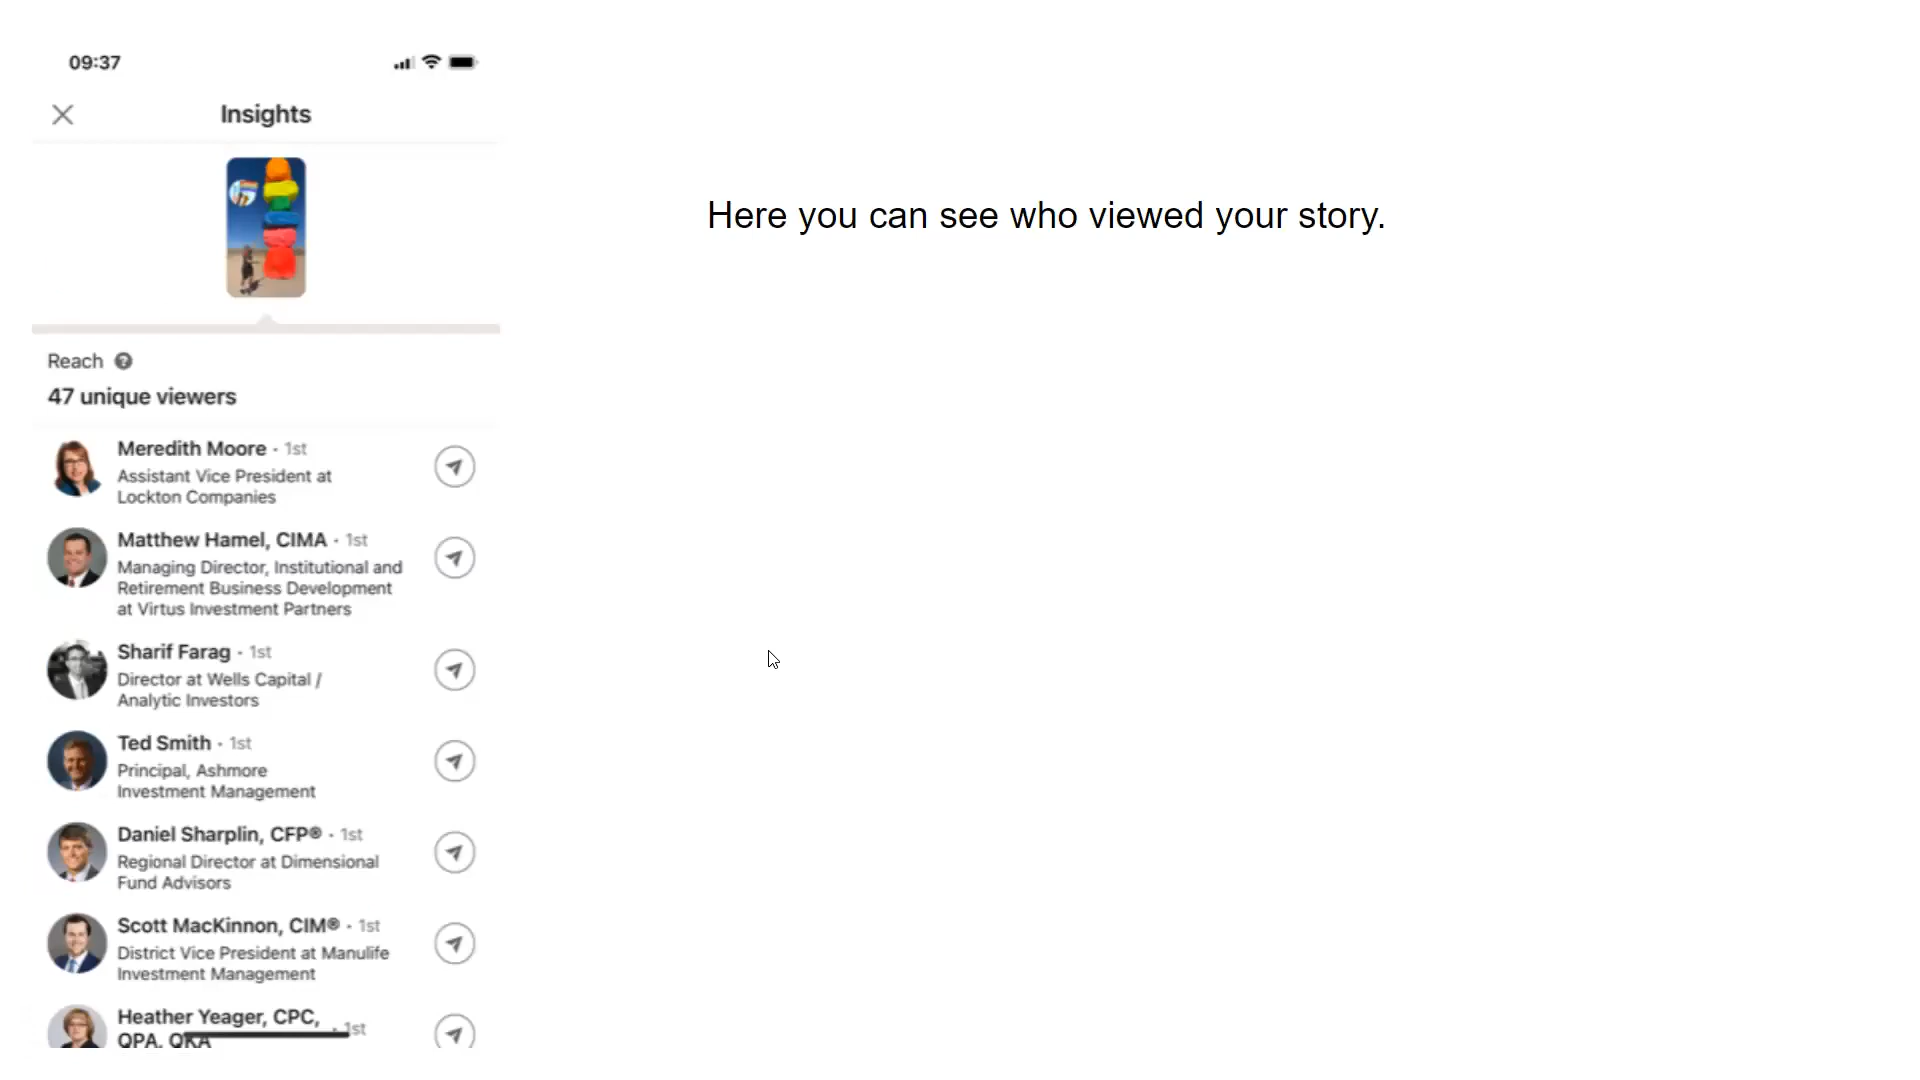 09:37
Insights
Here you can see who viewed your story.
Reach ?
47 unique viewers
Meredith Moore · 1st
Assistant Vice President at
Lockton Companies
Matthew Hamel, CIMA · 1st
Managing Director, Institutional and
Retirement Business Development
at Virtus Investment Partners
Sharif Farag · 1st
Director at Wells Capital /
Analytic Investors
Ted Smith · 1st
Principal, Ashmore
Investment Management
Daniel Sharplin, CFP® · 1st
Regional Director at Dimensional
Fund Advisors
Scott MacKinnon, CIM® · 1st
District Vice President at Manulife
Investment Management
Heather Yeager, CPC, · 1st
QPA, QKA